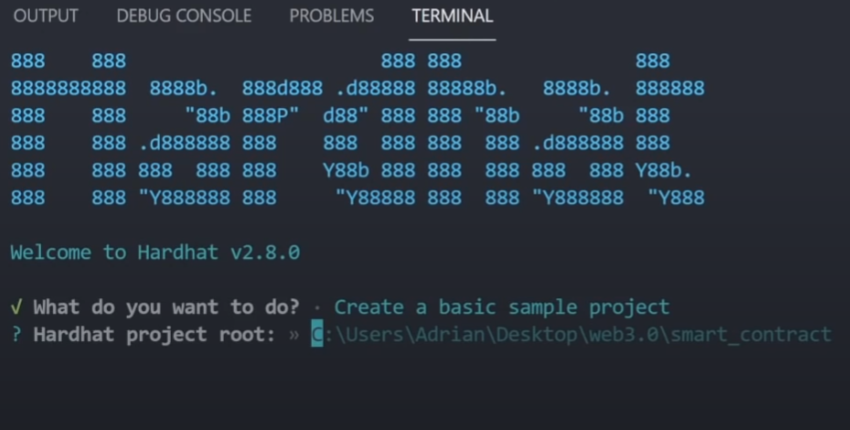 OUTPUT DEBUG CONSOLE PROBLEMS TERMINAL
888    888                      888 888               888
8888888888  8888b.  888d888 .d88888 88888b.   8888b.  888888
888    888     "88b 888P"  d88" 888 888 "88b     "88b 888
888    888 .d888888 888    888  888 888  888 .d888888 888
888    888 888  888 888    Y88b 888 888  888 888  888 Y88b.
888    888 "Y888888 888     "Y88888 888  888 "Y888888  "Y888
Welcome to Hardhat v2.8.0
√ What do you want to do? · Create a basic sample project
? Hardhat project root: » C:\Users\Adrian\Desktop\web3.0\smart_contract